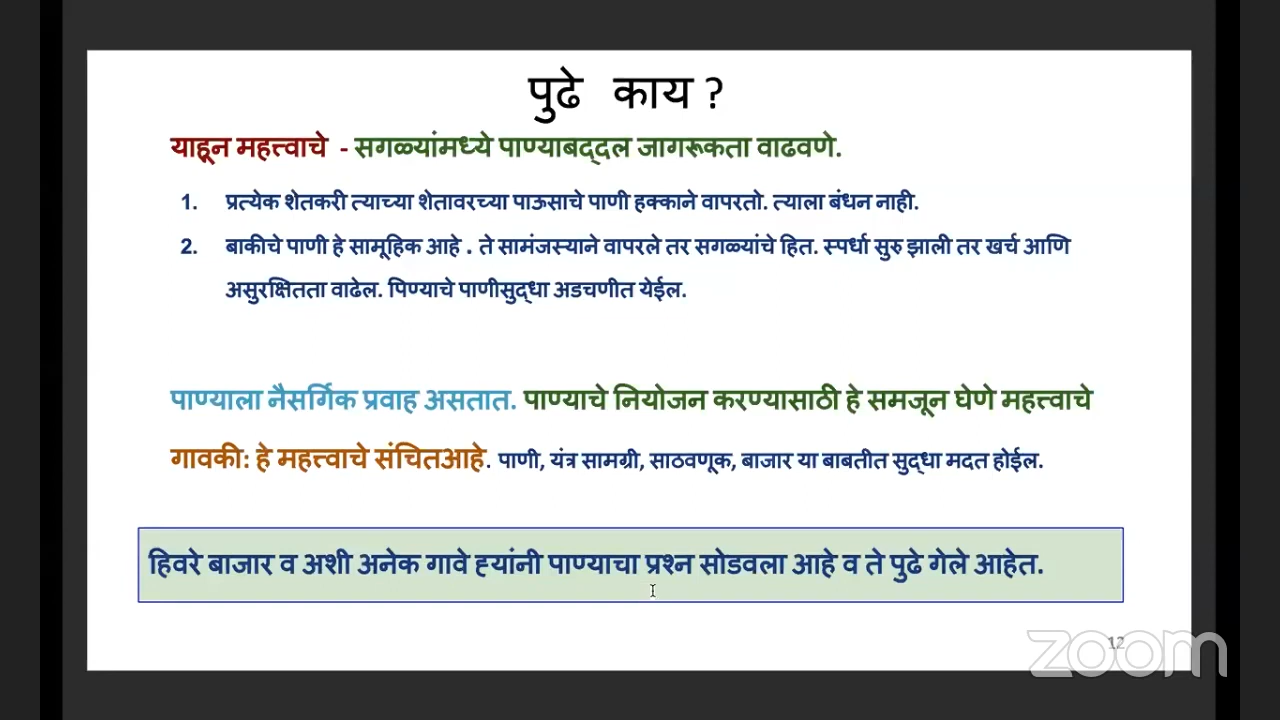 पुढे काय ?
याहून महत्त्वाचे - सगळ्यांमध्ये पाण्याबद्दल जागरूकता वाढवणे.
1. प्रत्येक शेतकरी त्याच्या शेतावरच्या पाऊसाचे पाणी हक्काने वापरतो. त्याला बंधन नाही.
2. बाकीचे पाणी हे सामूहिक आहे . ते सामंजस्याने वापरले तर सगळ्यांचे हित. स्पर्धा सुरु झाली तर खर्च आणि
असुरक्षितता वाढेल. पिण्याचे पाणीसुद्धा अडचणीत येईल.
पाण्याला नैसर्गिक प्रवाह असतात. पाण्याचे नियोजन करण्यासाठी हे समजून घेणे महत्त्वाचे
गावकी: हे महत्त्वाचे संचितआहे. पाणी, यंत्र सामग्री, साठवणूक, बाजार या बाबतीत सुद्धा मदत होईल.
हिवरे बाजार व अशी अनेक गावे ह्यांनी पाण्याचा प्रश्न सोडवला आहे व ते पुढे गेले आहेत.
12
zoom